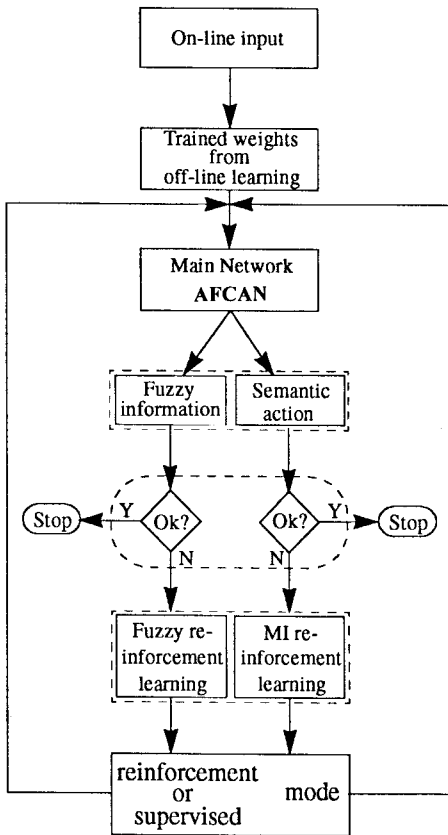 On-line input
Trained weights
from
off-line learning
Main Network
AFCAN
Fuzzy
information
Semantic
action
Stop
Y
Ok?
N
Ok?
Y
N
Stop
Fuzzy re-
inforcement
learning
MI re-
inforcement
learning
reinforcement
or
supervised
mode